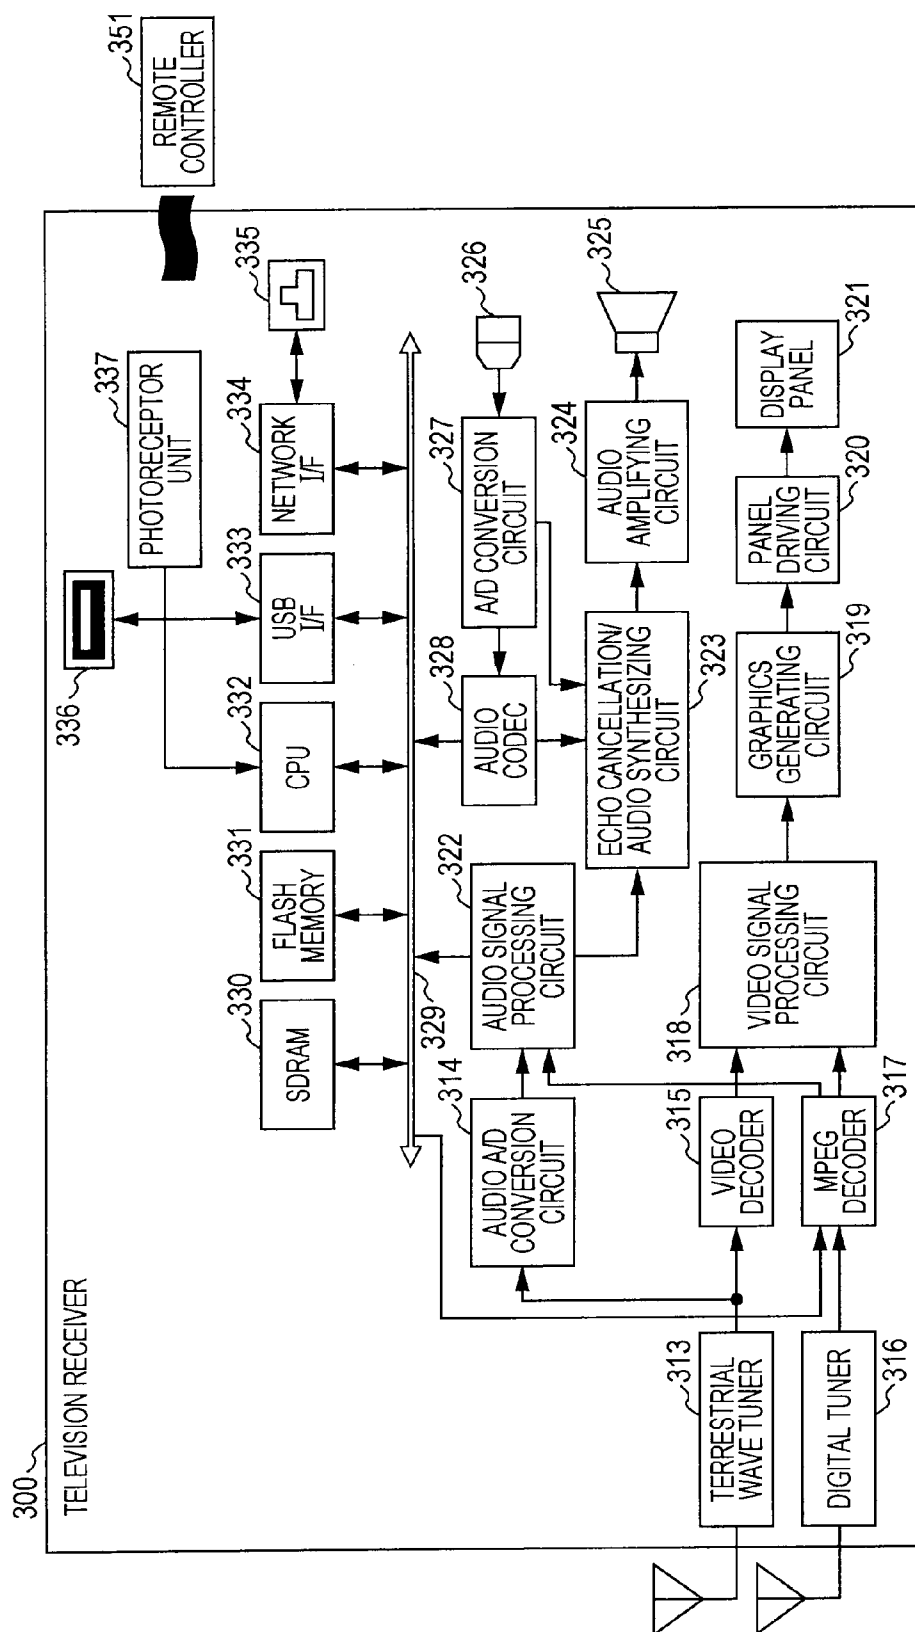 300
TELEVISION RECEIVER
351
REMOTE
CONTROLLER
336
337
PHOTORECEPTOR
UNIT
330
SDRAM
331
FLASH
MEMORY
332
CPU
333
USB
I/F
334
NETWORK
I/F
335
329
314
AUDIO A/D
CONVERSION
CIRCUIT
322
AUDIO SIGNAL
PROCESSING
CIRCUIT
328
AUDIO
CODEC
327
A/D CONVERSION
CIRCUIT
326
323
ECHO CANCELLATION/
AUDIO SYNTHESIZING
CIRCUIT
324
AUDIO
AMPLIFYING
CIRCUIT
325
313
TERRESTRIAL
WAVE TUNER
315
VIDEO
DECODER
318
VIDEO SIGNAL
PROCESSING
CIRCUIT
319
GRAPHICS
GENERATING
CIRCUIT
320
PANEL
DRIVING
CIRCUIT
321
DISPLAY
PANEL
316
DIGITAL TUNER
317
MPEG
DECODER